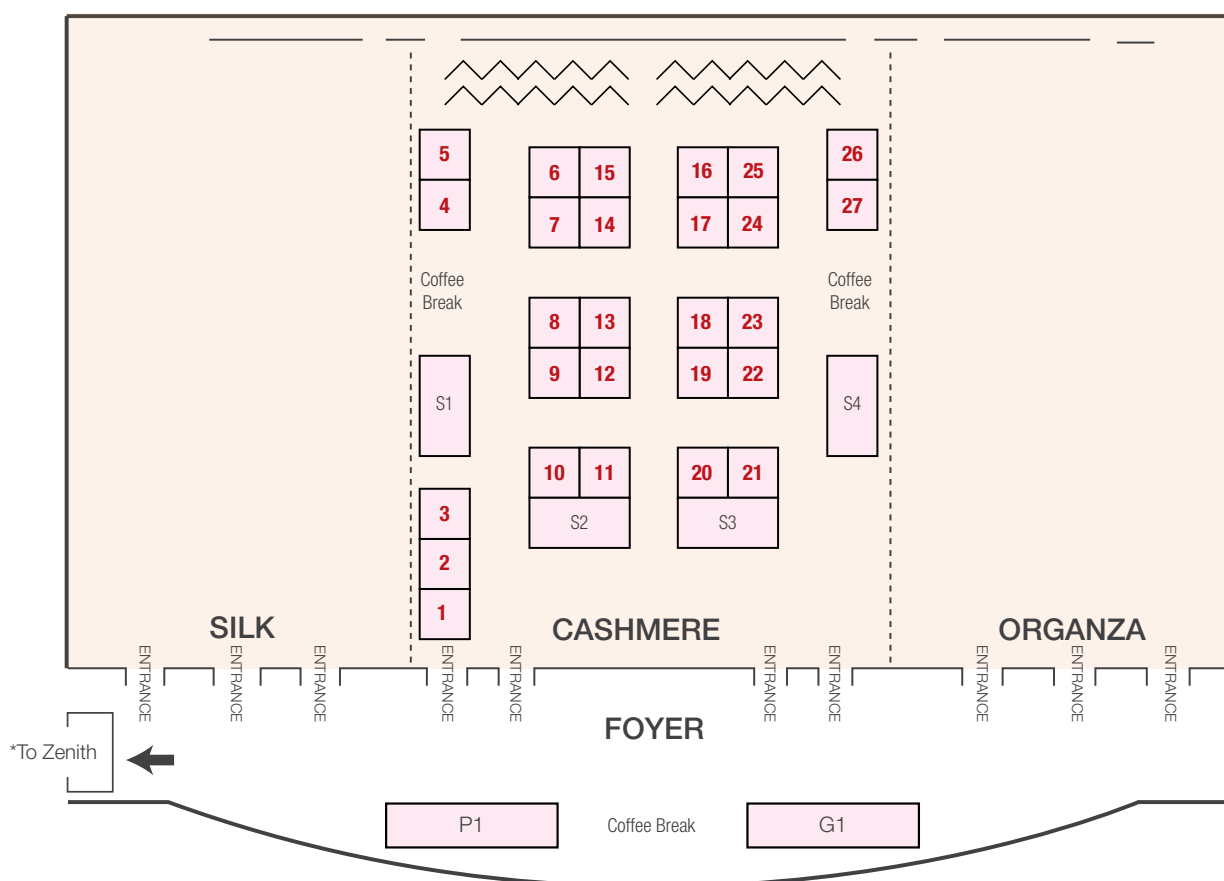 5
26
6
15
16
25
4
27
7
14
17
24
Coffee
Break
Coffee
Break
8
13
18
23
9
12
19
22
S1
S4
10
11
20
21
3
S2
S3
2
1
SILK
CASHMERE
ORGANZA
ENTRANCE
ENTRANCE
ENTRANCE
ENTRANCE
ENTRANCE
ENTRANCE
ENTRANCE
ENTRANCE
ENTRANCE
ENTRANCE
FOYER
*To Zenith
P1
Coffee Break
G1